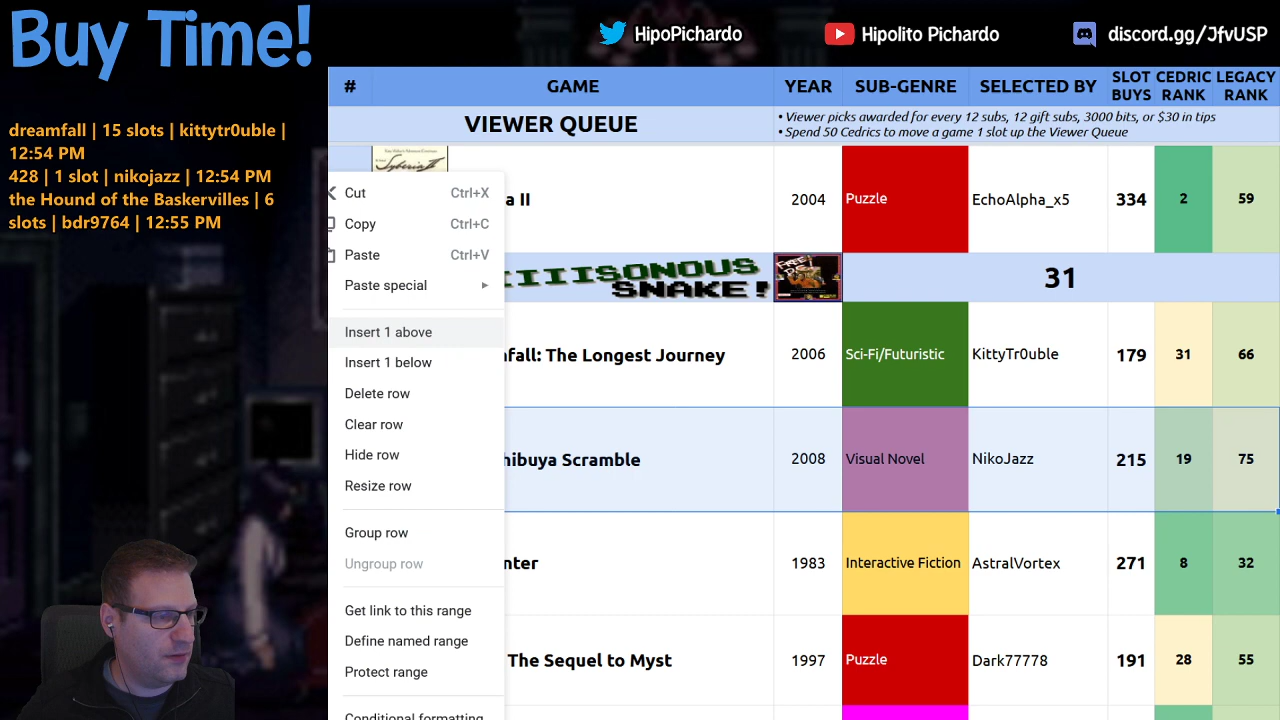 Buy Time!
HipoPichardo
Hipolito Pichardo
discord.gg/JfvUSP
dreamfall | 15 slots | kittytr0uble |
12:54 PM
428 | 1 slot | nikojazz | 12:54 PM
the Hound of the Baskervilles | 6
slots | bdr9764 | 12:55 PM
# GAME YEAR SUB-GENRE SELECTED BY SLOT BUYS CEDRIC RANK LEGACY RANK
VIEWER QUEUE
• Viewer picks awarded for every 12 subs, 12 gift subs, 3000 bits, or $30 in tips
• Spend 50 Cedrics to move a game 1 slot up the Viewer Queue
Syberia II
a II 2004 Puzzle EchoAlpha_x5 334 2 59
IIIISONOUS
SNAKE!
FREE
31
fall: The Longest Journey 2006 Sci-Fi/Futuristic KittyTr0uble 179 31 66
hibuya Scramble 2008 Visual Novel NikoJazz 215 19 75
nter 1983 Interactive Fiction AstralVortex 271 8 32
The Sequel to Myst 1997 Puzzle Dark77778 191 28 55
Cut Ctrl+X
Copy Ctrl+C
Paste Ctrl+V
Paste special
Insert 1 above
Insert 1 below
Delete row
Clear row
Hide row
Resize row
Group row
Ungroup row
Get link to this range
Define named range
Protect range
Conditional formatting